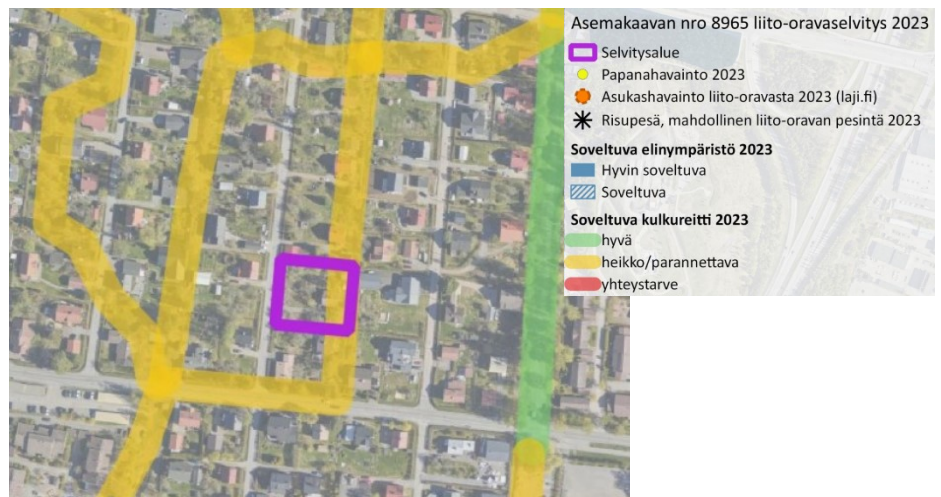 Asemakaavan nro 8965 liito-oravaselvitys 2023
Selvitysalue
Papanahavainto 2023
Asukashavainto liito-oravasta 2023 (laji.fi)
Risupesä, mahdollinen liito-oravan pesintä 2023
Soveltuva elinympäristö 2023
Hyvin soveltuva
Soveltuva
Soveltuva kulkureitti 2023
hyvä
heikko/parannettava
yhteystarve